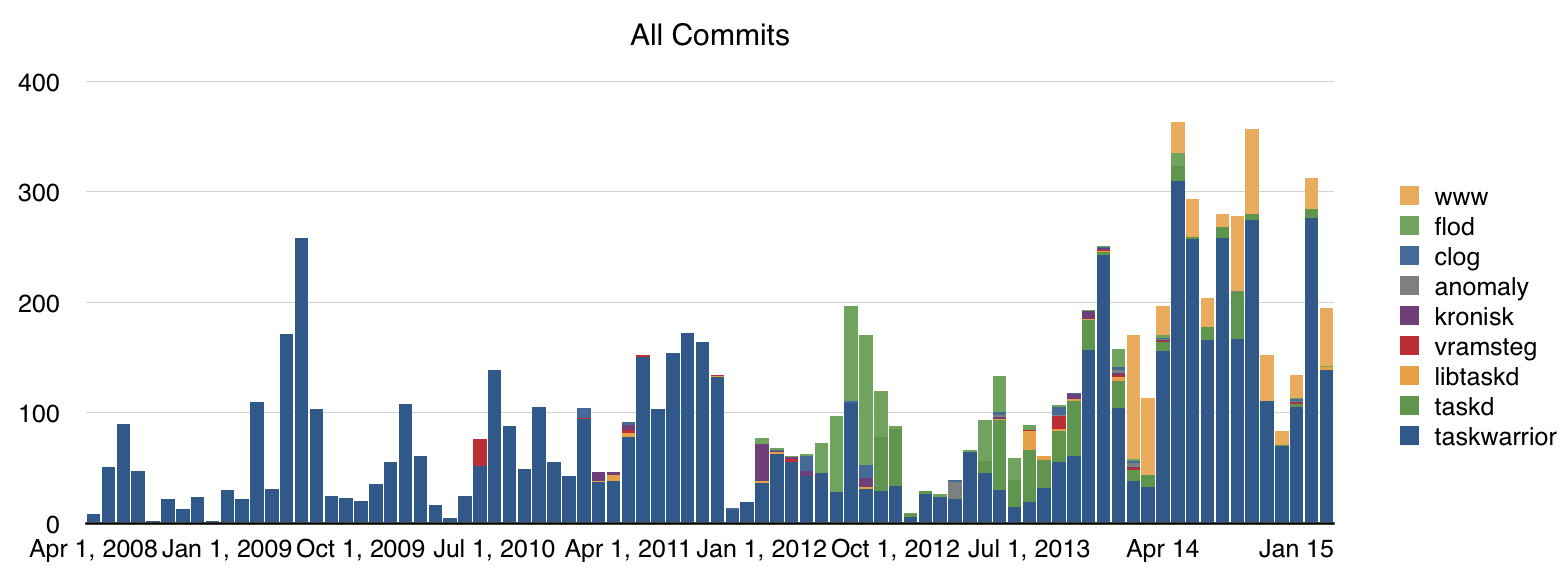 All Commits
400
300
200
100
0
Apr 1, 2008 Jan 1, 2009 Oct 1, 2009 Jul 1, 2010 Apr 1, 2011 Jan 1, 2012 Oct 1, 2012 Jul 1, 2013 Apr 14 Jan 15
www
flod
clog
anomaly
kronisk
vramsteg
libtaskd
taskd
taskwarrior